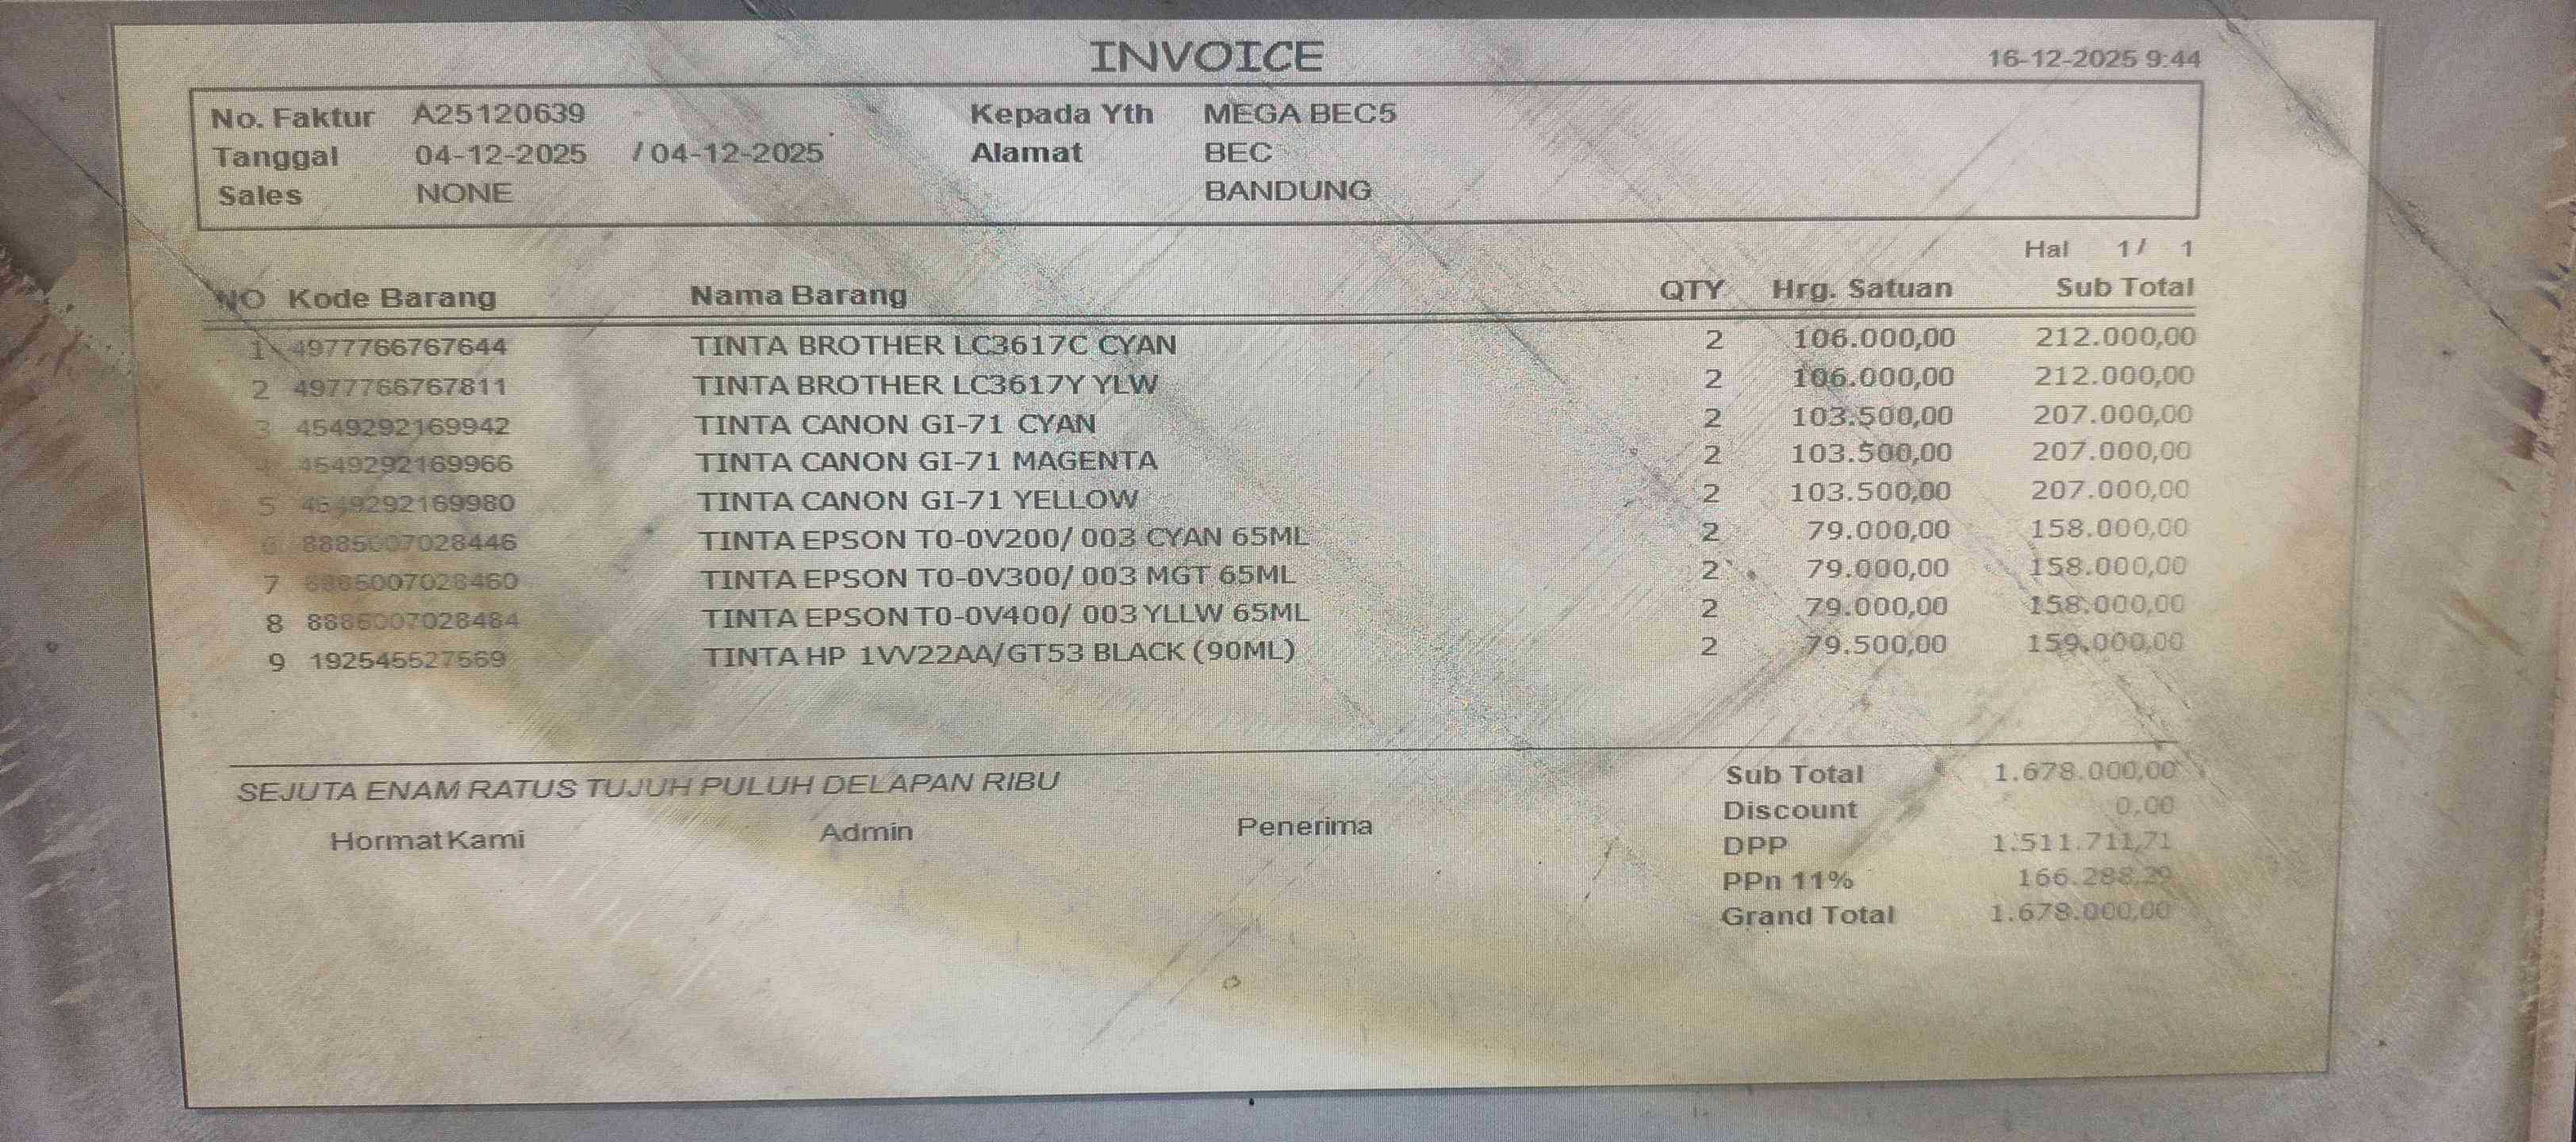 INVOICE
16-12-2025 9:44
No. Faktur A25120639 Kepada Yth MEGA BEC5
Tanggal 04-12-2025 / 04-12-2025 Alamat BEC
Sales NONE BANDUNG
Hal 1 / 1
NO Kode Barang Nama Barang QTY Hrg. Satuan Sub Total
1 4977766767644 TINTA BROTHER LC3617C CYAN 2 106.000,00 212.000,00
2 4977766767811 TINTA BROTHER LC3617Y YLW 2 106.000,00 212.000,00
3 4549292169942 TINTA CANON GI-71 CYAN 2 103.500,00 207.000,00
4 4549292169966 TINTA CANON GI-71 MAGENTA 2 103.500,00 207.000,00
5 4549292169980 TINTA CANON GI-71 YELLOW 2 103.500,00 207.000,00
6 8885007028446 TINTA EPSON T0-0V200/ 003 CYAN 65ML 2 79.000,00 158.000,00
7 8885007028460 TINTA EPSON T0-0V300/ 003 MGT 65ML 2 79.000,00 158.000,00
8 8885007028484 TINTA EPSON T0-0V400/ 003 YLLW 65ML 2 79.000,00 158.000,00
9 192545527569 TINTA HP 1VV22AA/GT53 BLACK (90ML) 2 79.500,00 159.000,00
SEJUTA ENAM RATUS TUJUH PULUH DELAPAN RIBU
Hormat Kami Admin Penerima
Sub Total 1.678.000,00
Discount 0,00
DPP 1.511.711,71
PPn 11% 166.288,29
Grand Total 1.678.000,00